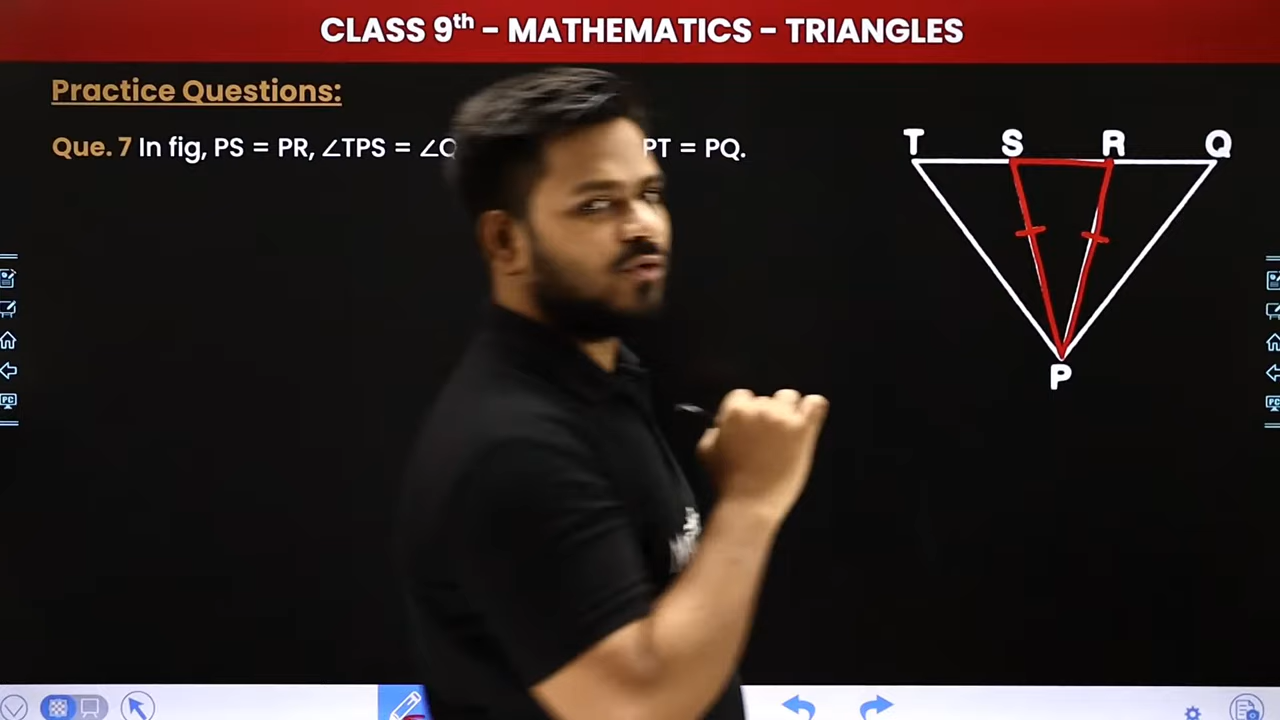 CLASS 9th - MATHEMATICS - TRIANGLES
Practice Questions:
Que. 7 In fig, PS = PR, ∠TPS = ∠ PT = PQ.
T S R Q
P